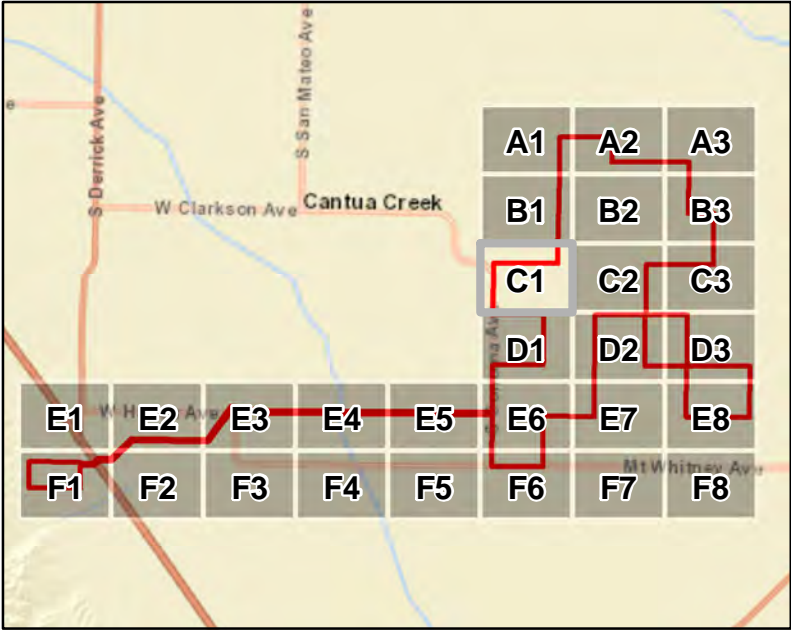 S San Mateo Ave
S Derrick Ave
e
A1 A2 A3
W Clarkson Ave Cantua Creek
B1 B2 B3
C1 C2 C3
D1 D2 D3
E1 E2 E3 E4 E5 E6 E7 E8
Mt Whitney Ave
F1 F2 F3 F4 F5 F6 F7 F8